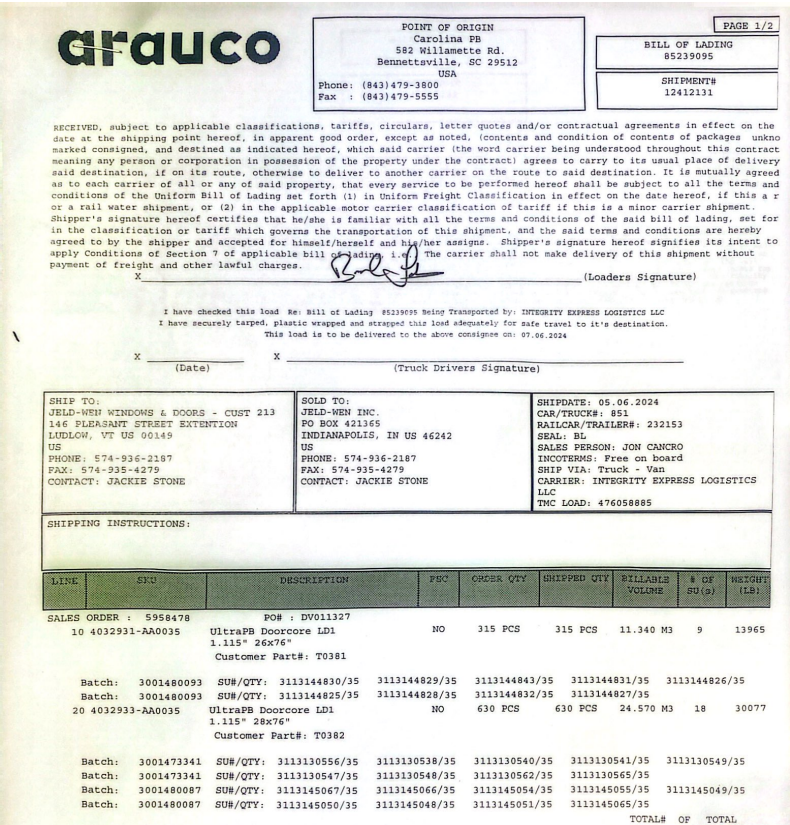 arauco
POINT OF ORIGIN
Carolina PB
582 Willamette Rd.
Bennettsville, SC 29512
USA
Phone: (843)479-3800
Fax : (843)479-5555
PAGE 1/2
BILL OF LADING
85239095
SHIPMENT#
12412131
RECEIVED, subject to applicable classifications, tariffs, circulars, letter quotes and/or contractual agreements in effect on the
date at the shipping point hereof, in apparent good order, except as noted, (contents and condition of contents of packages unkno
marked consigned, and destined as indicated hereof, which said carrier (the word carrier being understood throughout this contract
meaning any person or corporation in possession of the property under the contract) agrees to carry to its usual place of delivery
said destination, if on its route, otherwise to deliver to another carrier on the route to said destination. It is mutually agreed
as to each carrier of all or any of said property, that every service to be performed hereof shall be subject to all the terms and
conditions of the Uniform Bill of Lading set forth (1) in Uniform Freight Classification in effect on the date hereof, if this a r
or a rail water shipment, or (2) in the applicable motor carrier classification of tariff if this is a minor carrier shipment.
Shipper's signature hereof certifies that he/she is familiar with all the terms and conditions of the said bill of lading, set for
in the classification or tariff which governs the transportation of this shipment, and the said terms and conditions are hereby
agreed to by the shipper and accepted for himself/herself and his/her assigns. Shipper's signature hereof signifies its intent to
apply Conditions of Section 7 of applicable bill of lading, i.e. The carrier shall not make delivery of this shipment without
payment of freight and other lawful charges.
X (Loaders Signature)
I have checked this load Re: Bill of Lading 85239095 Being Transported by: INTEGRITY EXPRESS LOGISTICS LLC
I have securely tarped, plastic wrapped and strapped this load adequately for safe travel to it's destination.
This load is to be delivered to the above consignee on: 07.06.2024
X X
(Date) (Truck Drivers Signature)
SHIP TO:
JELD-WEN WINDOWS & DOORS - CUST 213
146 PLEASANT STREET EXTENTION
LUDLOW, VT US 00149
US
PHONE: 574-936-2187
FAX: 574-935-4279
CONTACT: JACKIE STONE
SOLD TO:
JELD-WEN INC.
PO BOX 421365
INDIANAPOLIS, IN US 46242
US
PHONE: 574-936-2187
FAX: 574-935-4279
CONTACT: JACKIE STONE
SHIPDATE: 05.06.2024
CAR/TRUCK#: 851
RAILCAR/TRAILER#: 232153
SEAL: BL
SALES PERSON: JON CANCRO
INCOTERMS: Free on board
SHIP VIA: Truck - Van
CARRIER: INTEGRITY EXPRESS LOGISTICS
LLC
TMC LOAD: 476058885
SHIPPING INSTRUCTIONS:
LINE SKU DESCRIPTION PSC ORDER QTY SHIPPED QTY BILLABLE VOLUME # OF SU(s) WEIGHT (LB)
SALES ORDER : 5958478 PO# : DV011327
10 4032931-AA0035 UltraPB Doorcore LD1 NO 315 PCS 315 PCS 11.340 M3 9 13965
1.115" 26x76"
Customer Part#: T0381
Batch: 3001480093 SU#/QTY: 3113144830/35 3113144829/35 3113144843/35 3113144831/35 3113144826/35
Batch: 3001480093 SU#/QTY: 3113144825/35 3113144828/35 3113144832/35 3113144827/35
20 4032933-AA0035 UltraPB Doorcore LD1 NO 630 PCS 630 PCS 24.570 M3 18 30077
1.115" 28x76"
Customer Part#: T0382
Batch: 3001473341 SU#/QTY: 3113130556/35 3113130538/35 3113130540/35 3113130541/35 3113130549/35
Batch: 3001473341 SU#/QTY: 3113130547/35 3113130548/35 3113130562/35 3113130565/35
Batch: 3001480087 SU#/QTY: 3113145067/35 3113145066/35 3113145054/35 3113145055/35 3113145049/35
Batch: 3001480087 SU#/QTY: 3113145050/35 3113145048/35 3113145051/35 3113145065/35
TOTAL# OF TOTAL